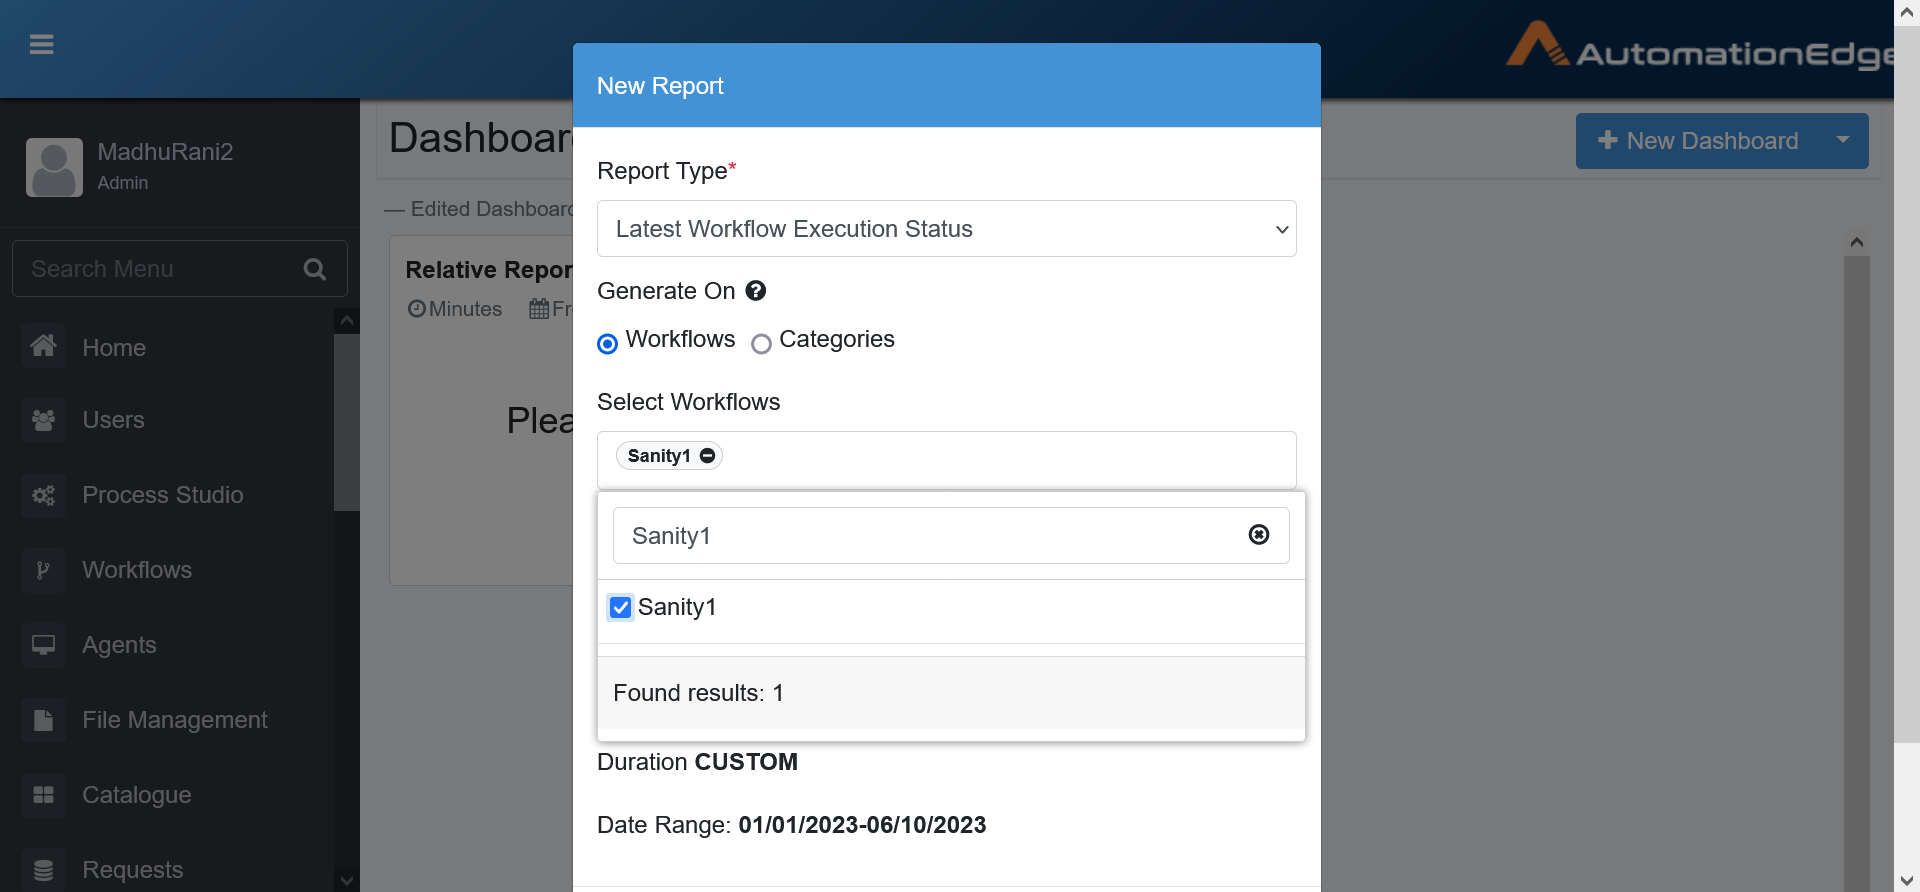 AutomationEdge
New Report
MadhuRani2
Admin
Dashboar
New Dashboard
Edited Dashboard
Search Menu
Relative Repor
Minutes
Fr
Plea
Home
Users
Process Studio
Workflows
Agents
File Management
Catalogue
Requests
Report Type*
Latest Workflow Execution Status
Generate On
Workflows Categories
Select Workflows
Sanity1
Sanity1
Sanity1
Found results: 1
Duration CUSTOM
Date Range: 01/01/2023-06/10/2023